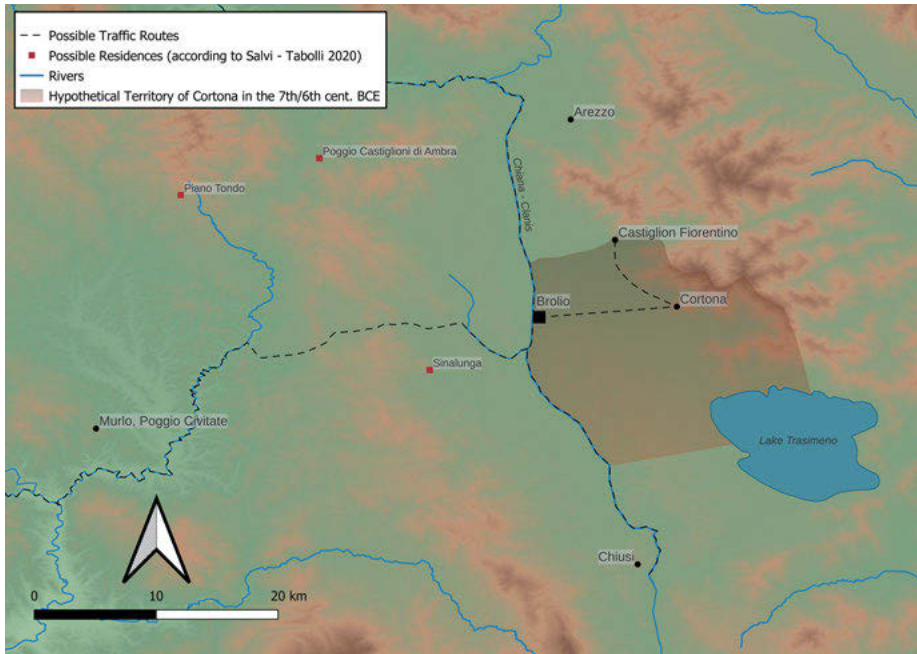 Possible Traffic Routes
Possible Residences (according to Salvi - Tabolli 2020)
Rivers
Hypothetical Territory of Cortona in the 7th/6th cent. BCE
Arezzo
Poggio Castiglioni di Ambra
Piano Tondo
Chiana - Clanis
Castiglion Fiorentino
Brolio
Cortona
Sinalunga
Murlo, Poggio Civitate
Lake Trasimeno
Chiusi
0 10 20 km